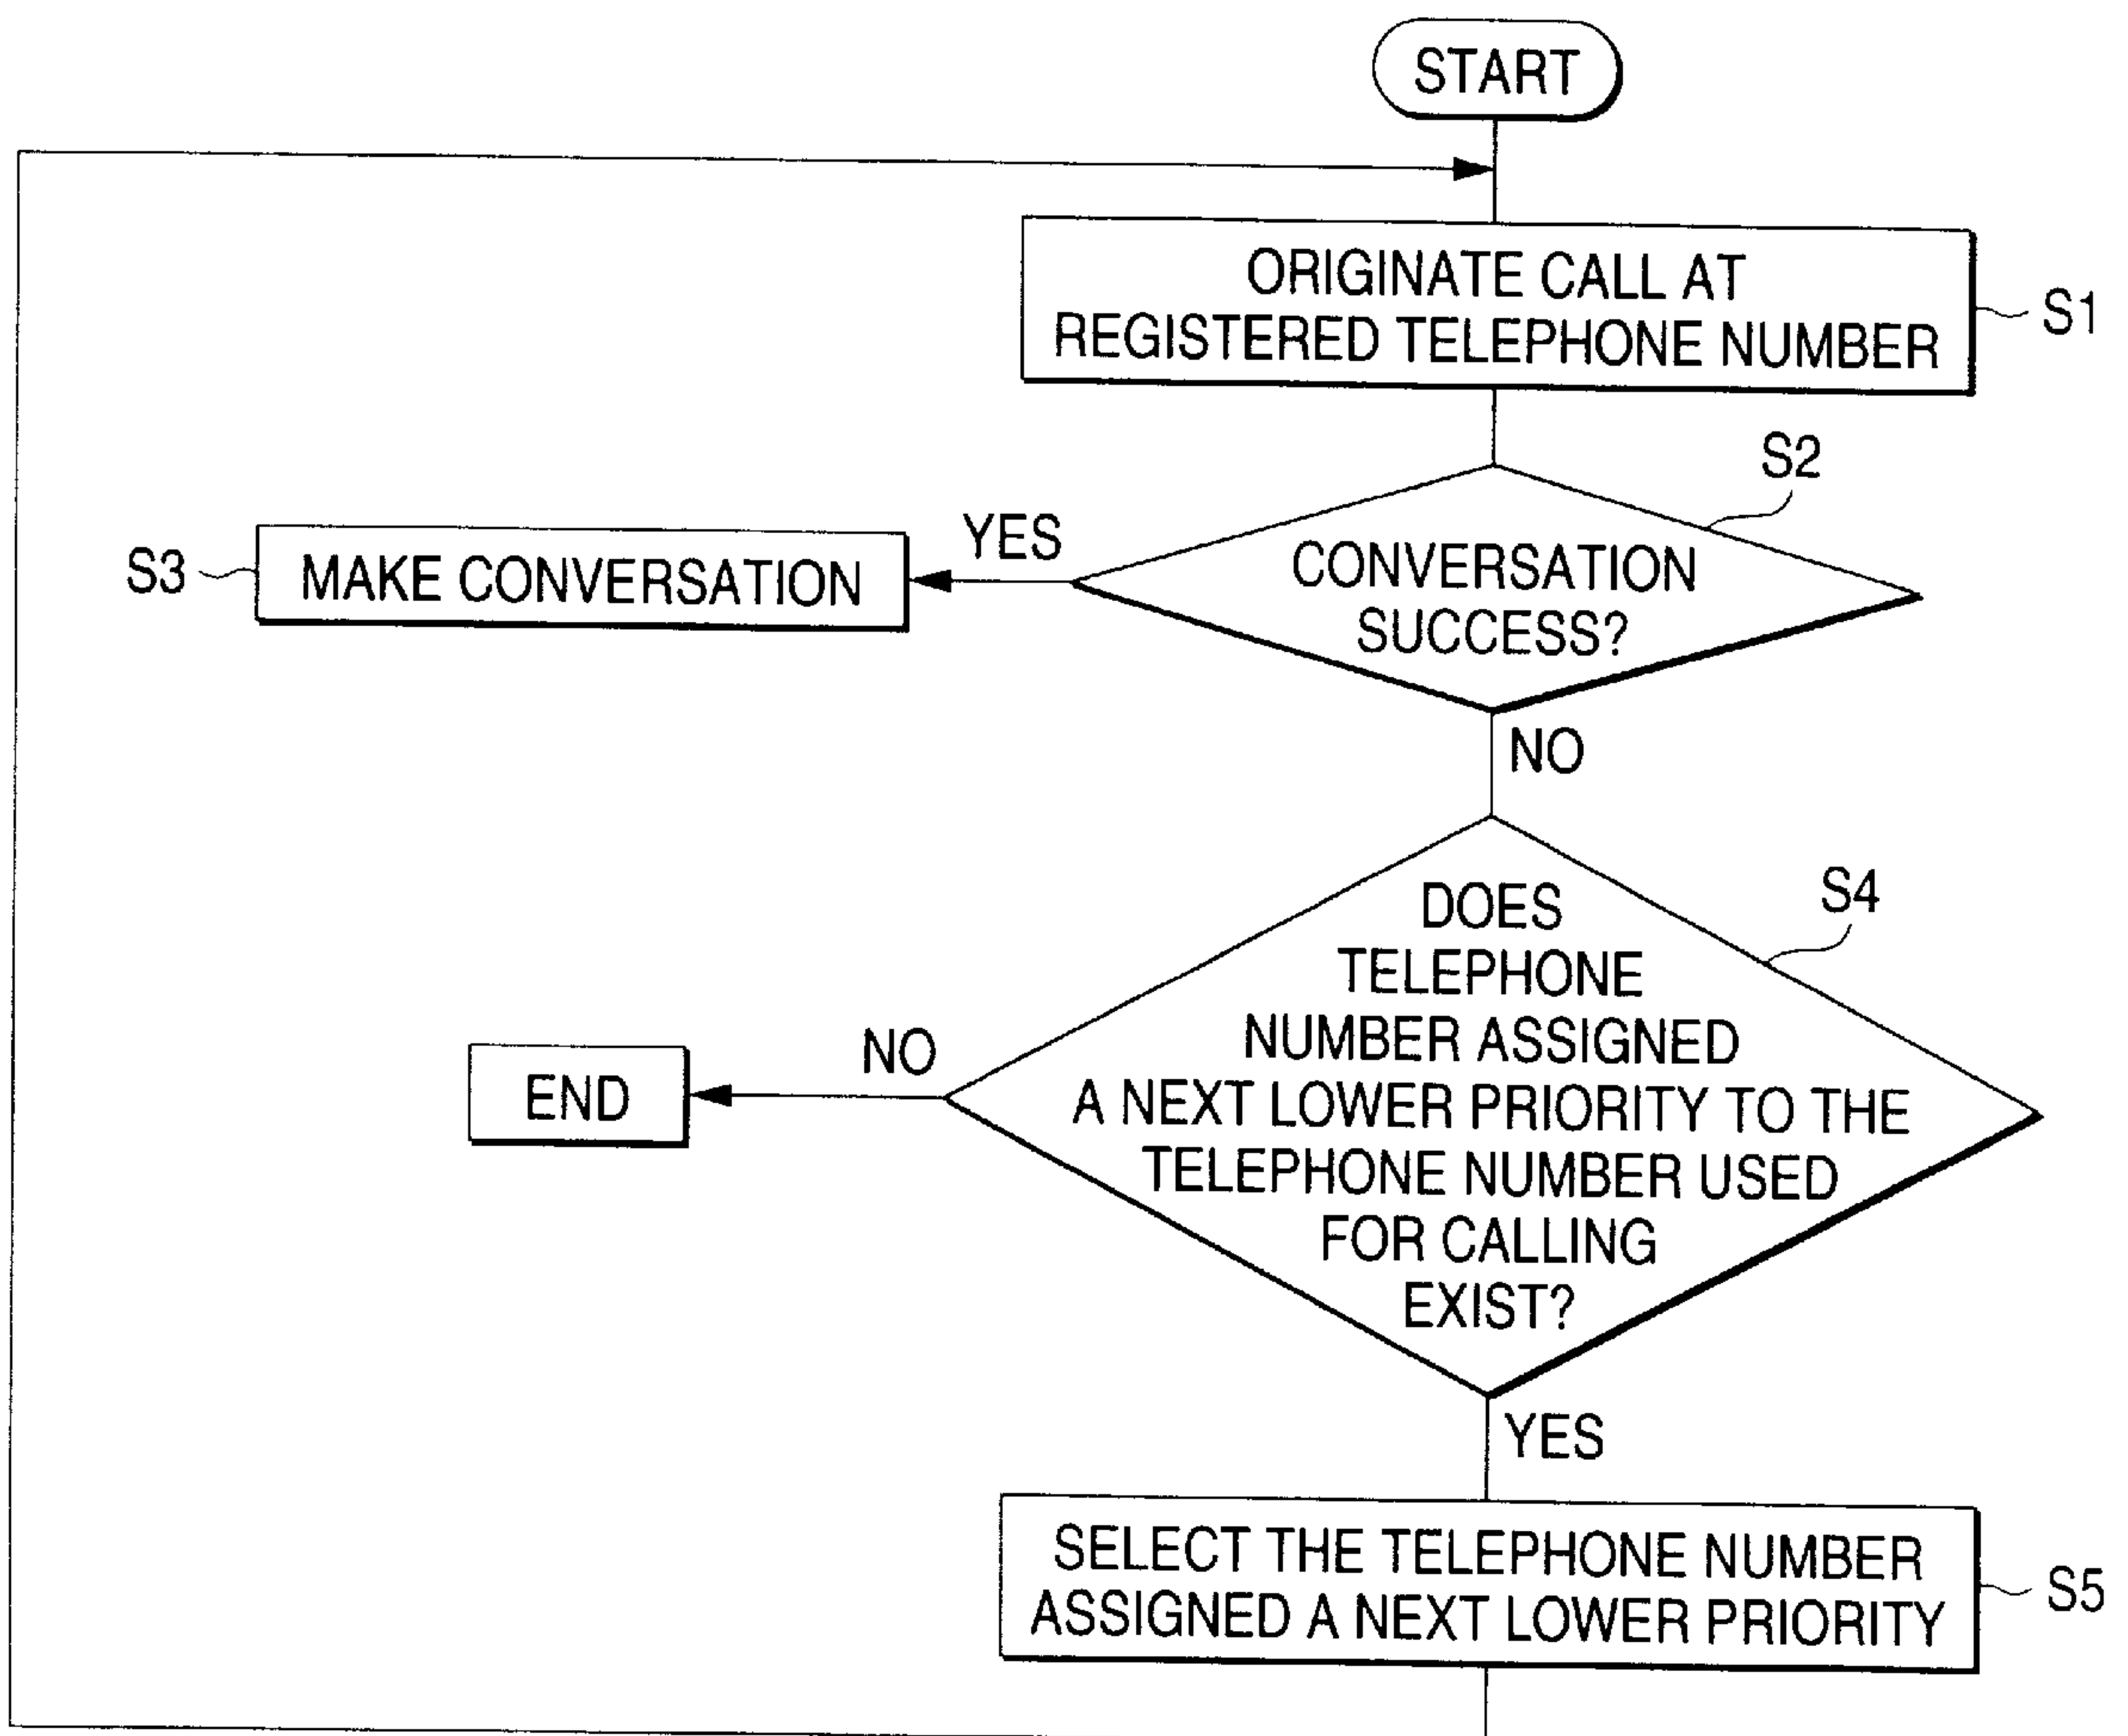 START
ORIGINATE CALL AT
REGISTERED TELEPHONE NUMBER
S1
S2
CONVERSATION
SUCCESS?
YES
S3
MAKE CONVERSATION
NO
S4
DOES
TELEPHONE
NUMBER ASSIGNED
A NEXT LOWER PRIORITY TO THE
TELEPHONE NUMBER USED
FOR CALLING
EXIST?
NO
END
YES
SELECT THE TELEPHONE NUMBER
ASSIGNED A NEXT LOWER PRIORITY
S5